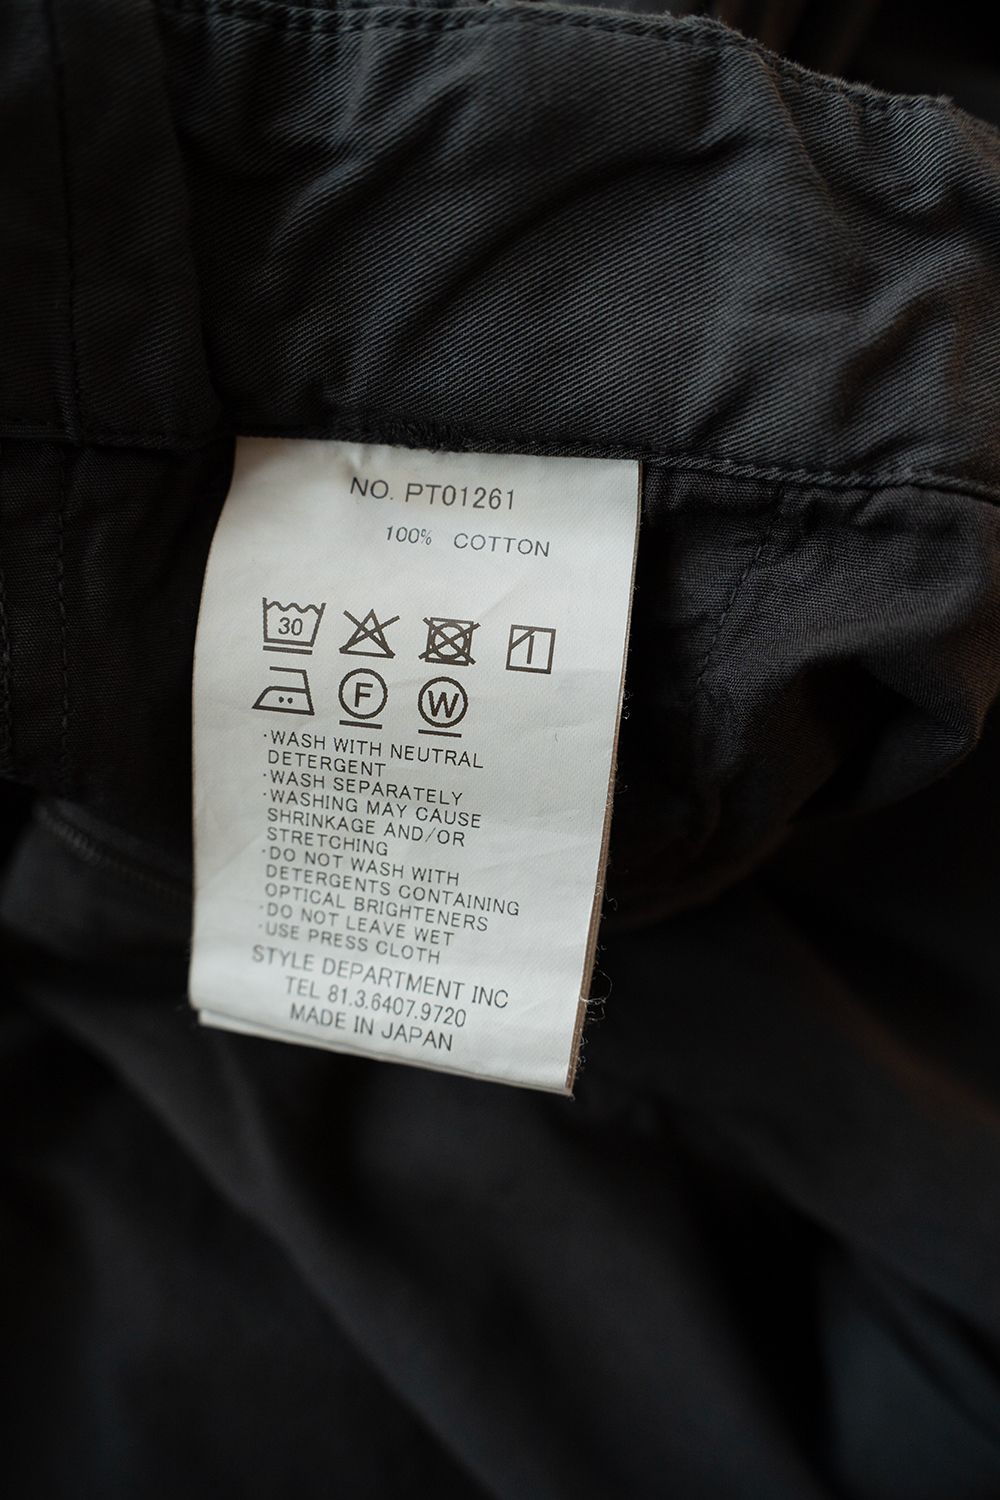 NO. PT01261
100% COTTON
30
F W
·WASH WITH NEUTRAL
DETERGENT
·WASH SEPARATELY
·WASHING MAY CAUSE
SHRINKAGE AND/OR
STRETCHING
·DO NOT WASH WITH
DETERGENTS CONTAINING
OPTICAL BRIGHTENERS
·DO NOT LEAVE WET
·USE PRESS CLOTH
STYLE DEPARTMENT INC
TEL 81.3.6407.9720
MADE IN JAPAN